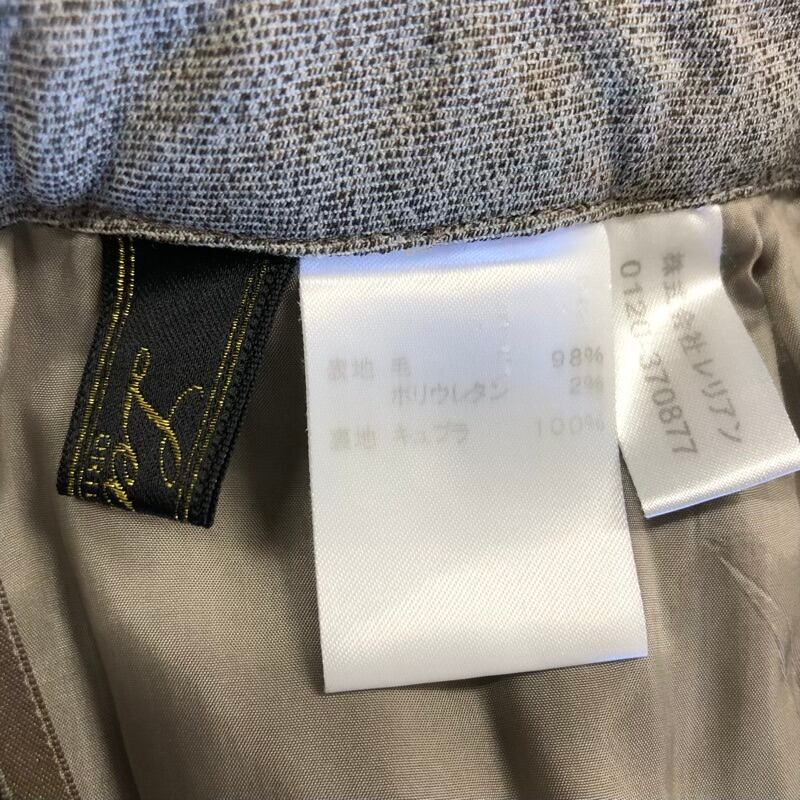 表地 毛 98%
ポリウレタン 2%
裏地 キュプラ 100%
株式会社レリアン
0120-370877